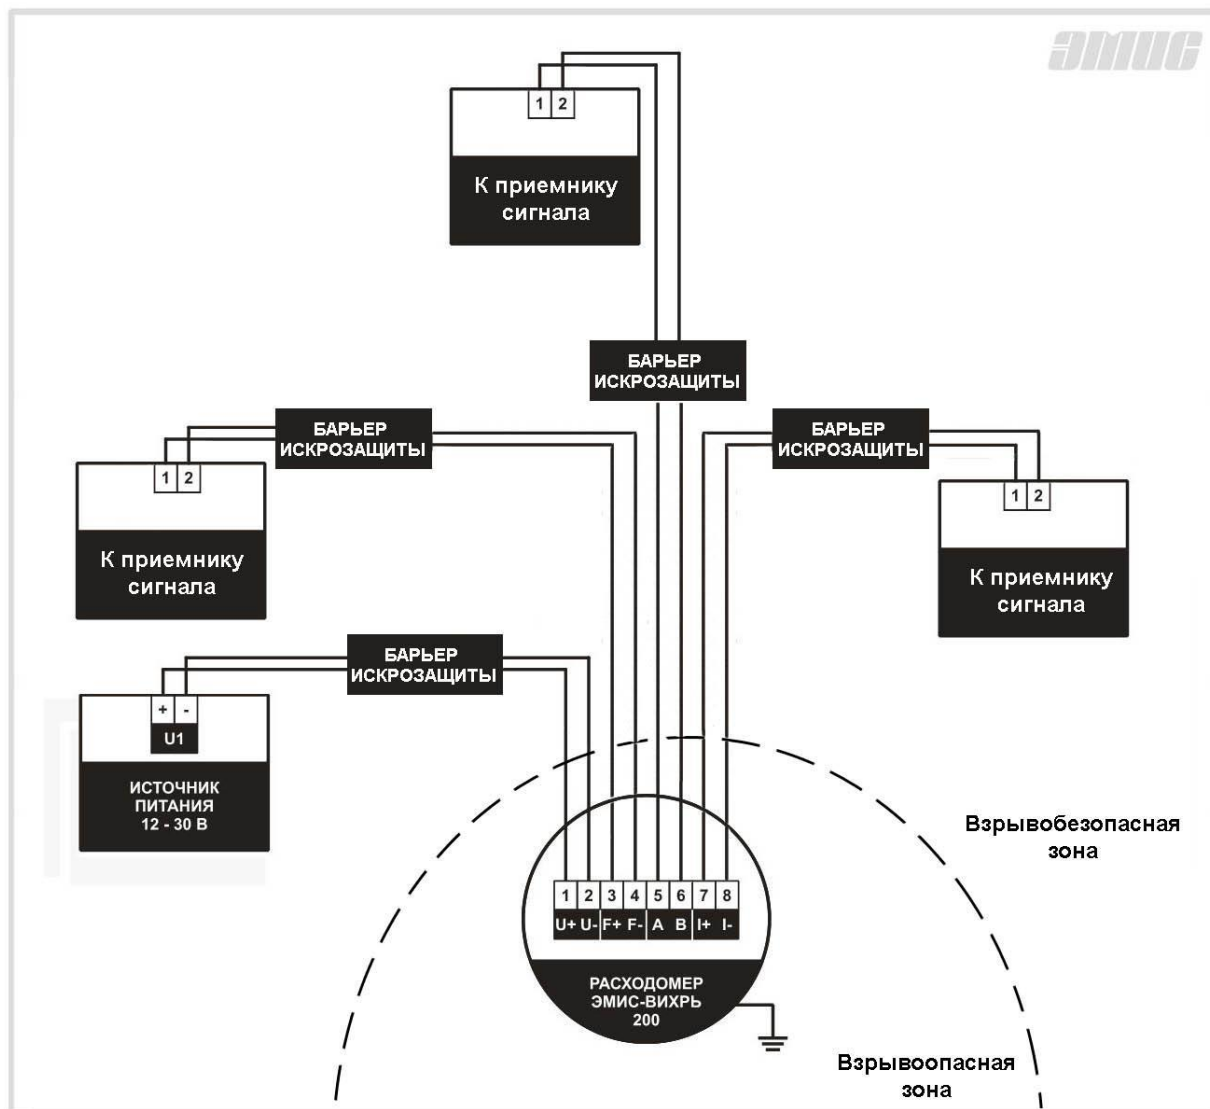 ЭМИС
1 2
К приемнику
сигнала
БАРЬЕР
ИСКРОЗАЩИТЫ
БАРЬЕР
ИСКРОЗАЩИТЫ
БАРЬЕР
ИСКРОЗАЩИТЫ
1 2
К приемнику
сигнала
1 2
К приемнику
сигнала
БАРЬЕР
ИСКРОЗАЩИТЫ
+ -
U1
ИСТОЧНИК
ПИТАНИЯ
12 - 30 В
Взрывобезопасная
зона
1 2 3 4 5 6 7 8
U+ U- F+ F- A B I+ I-
РАСХОДОМЕР
ЭМИС-ВИХРЬ
200
Взрывоопасная
зона